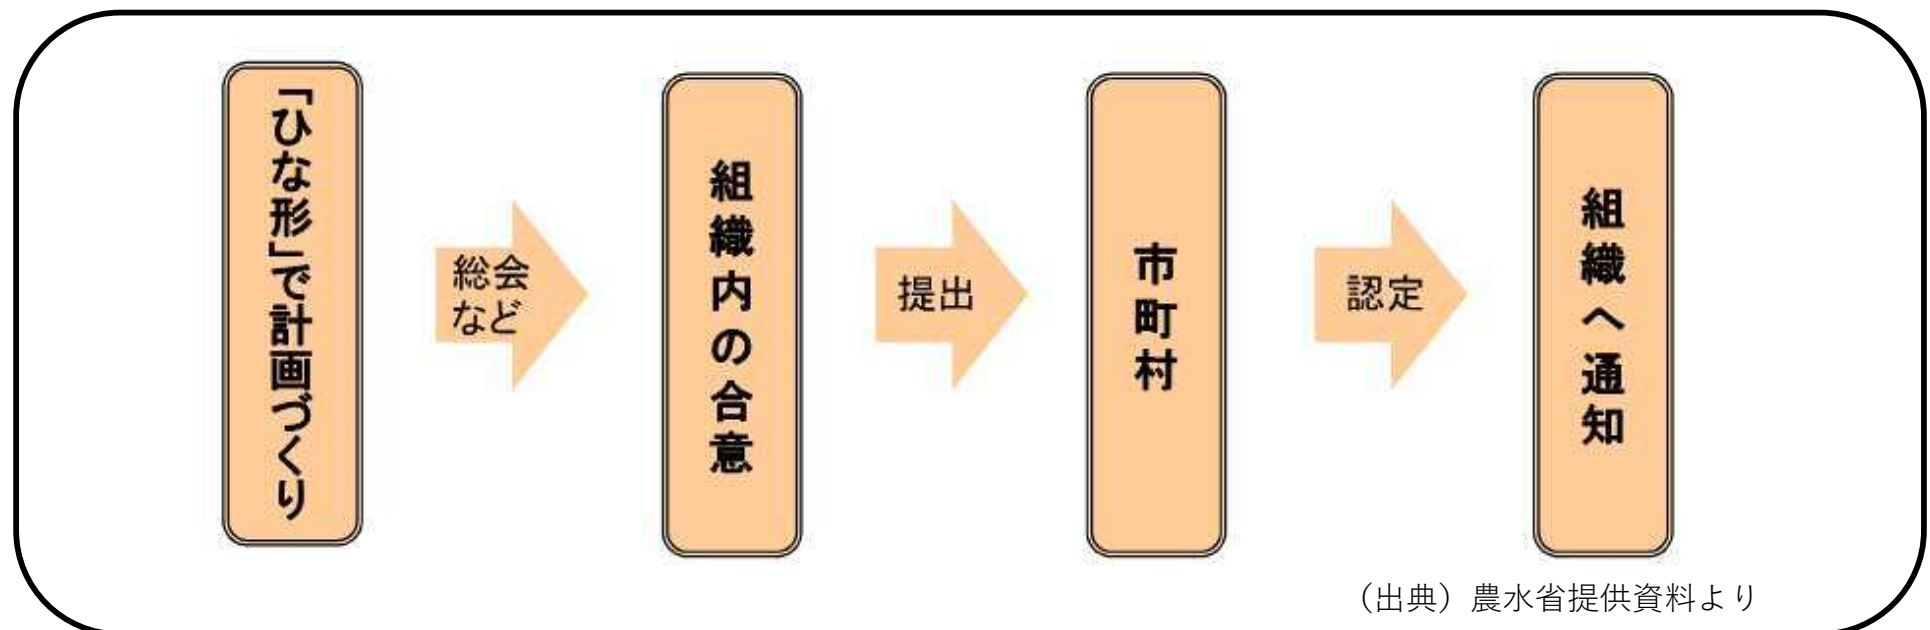 「ひな形」で計画づくり
総会
など
組織内の合意
提出
市町村
認定
組織へ通知
（出典）農水省提供資料より